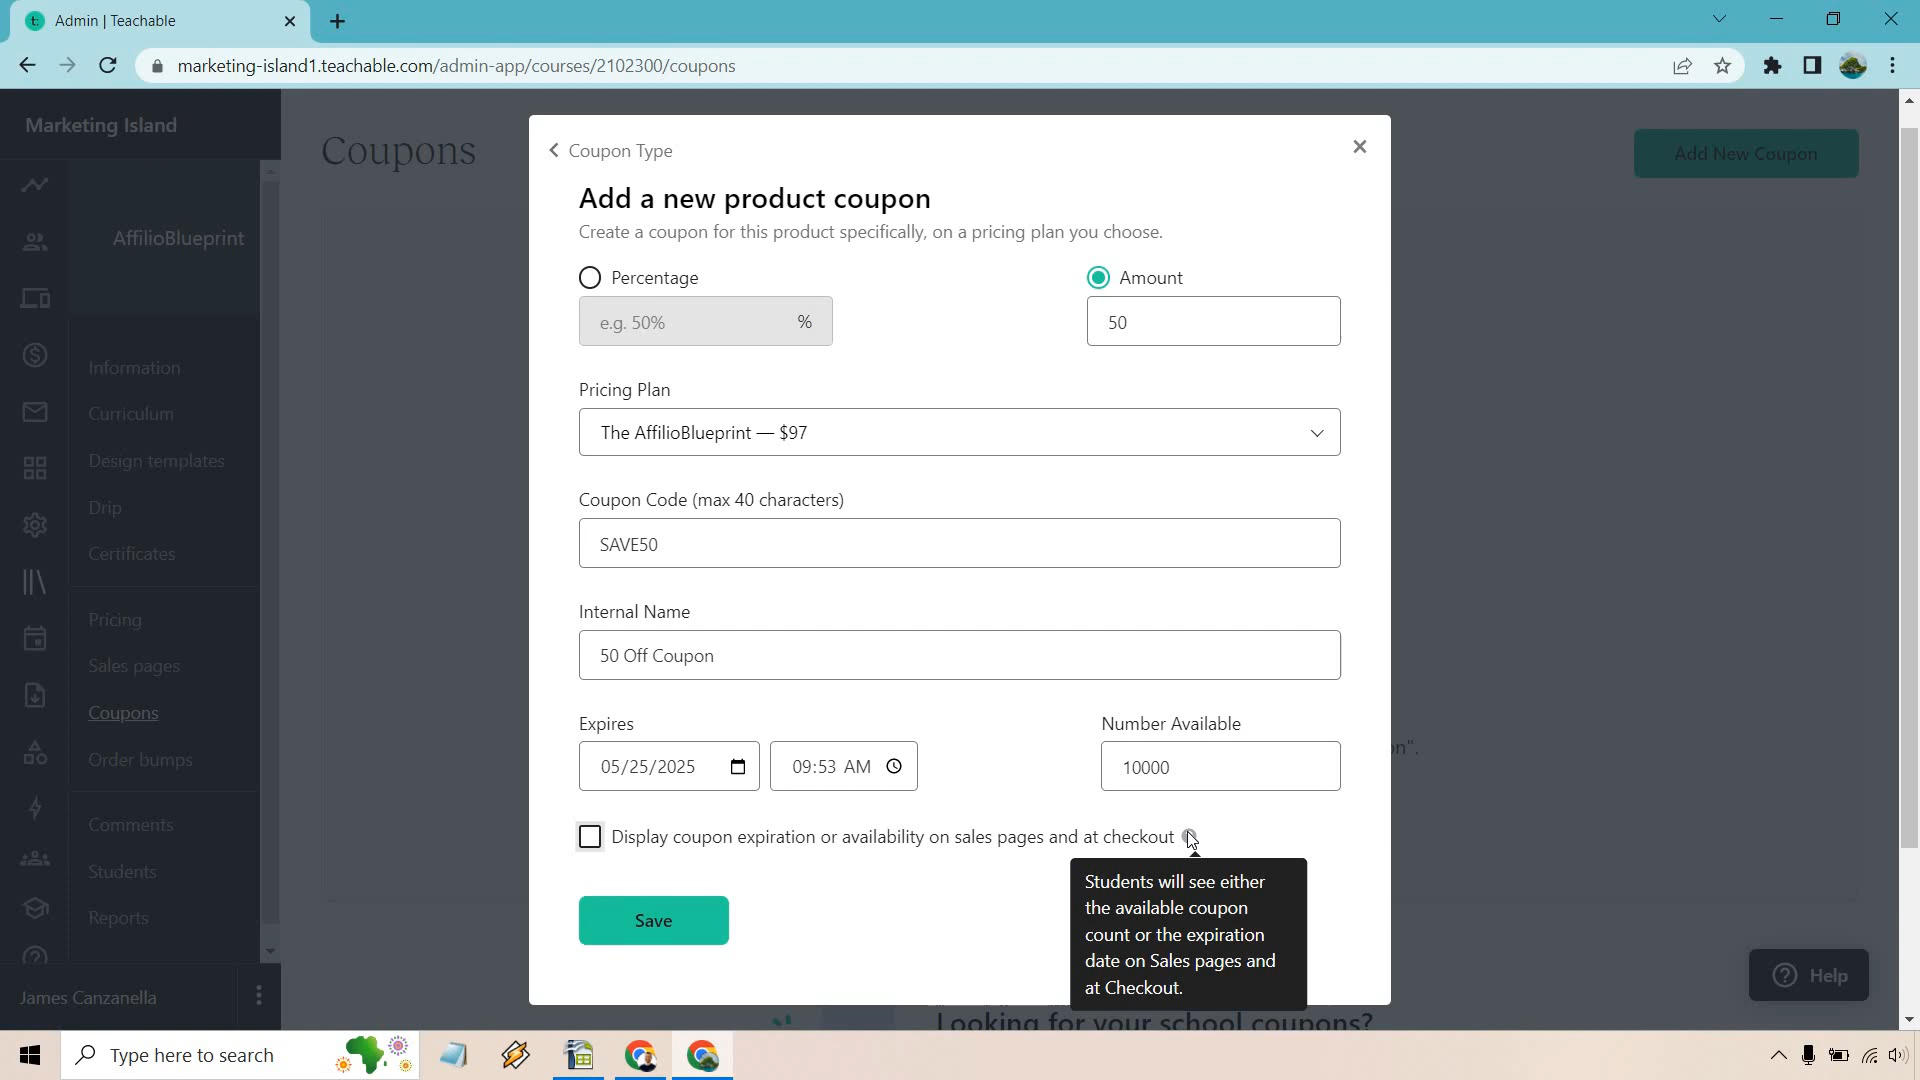 Admin | Teachable
marketing-island1.teachable.com/admin-app/courses/2102300/coupons
Marketing Island
AffilioBlueprint
Information
Curriculum
Design templates
Drip
Certificates
Pricing
Sales pages
Coupons
Order bumps
Comments
Students
Reports
James Canzanella
Coupons
Add New Coupon
Coupon Type
Add a new product coupon
Create a coupon for this product specifically, on a pricing plan you choose.
Percentage
Amount
e.g. 50% %
50
Pricing Plan
The AffilioBlueprint — $97
Coupon Code (max 40 characters)
SAVE50
Internal Name
50 Off Coupon
Expires
Number Available
05/25/2025
09:53 AM
10000
on".
Display coupon expiration or availability on sales pages and at checkout
Students will see either
the available coupon
count or the expiration
date on Sales pages and
at Checkout.
Save
Help
Looking for your school coupons?
Type here to search